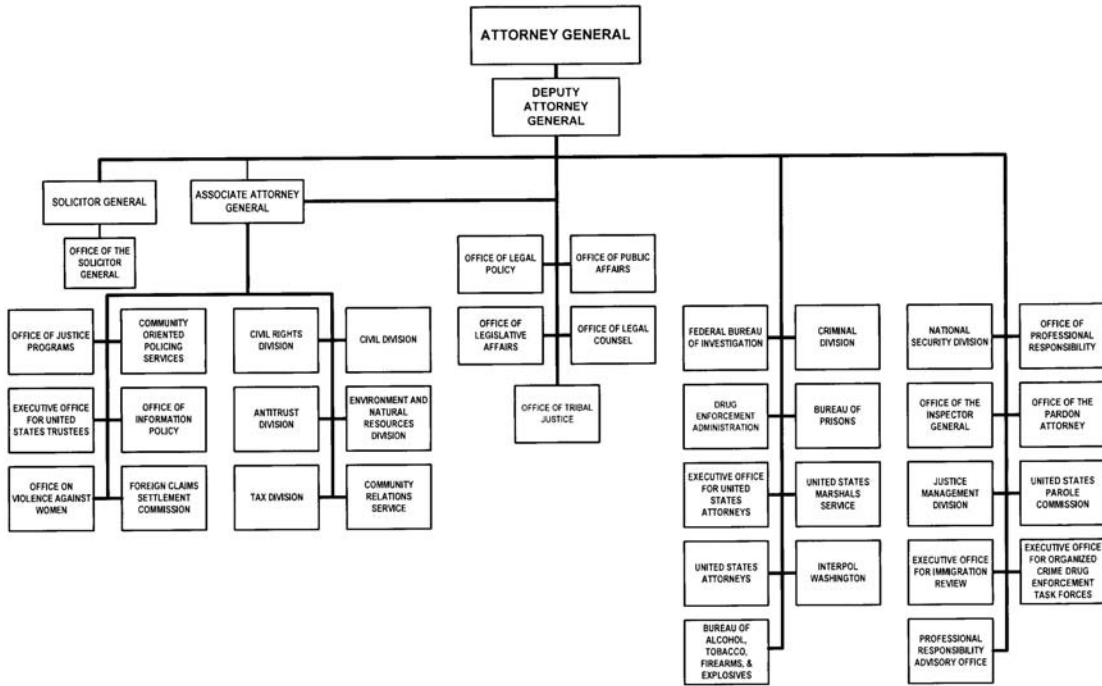 ATTORNEY GENERAL
DEPUTY
ATTORNEY
GENERAL
SOLICITOR GENERAL
ASSOCIATE ATTORNEY
GENERAL
OFFICE OF THE
SOLICITOR
GENERAL
OFFICE OF LEGAL
POLICY
OFFICE OF PUBLIC
AFFAIRS
OFFICE OF
LEGISLATIVE
AFFAIRS
OFFICE OF LEGAL
COUNSEL
OFFICE OF TRIBAL
JUSTICE
OFFICE OF JUSTICE
PROGRAMS
COMMUNITY
ORIENTED
POLICING
SERVICES
EXECUTIVE OFFICE
FOR UNITED
STATES TRUSTEES
OFFICE OF
INFORMATION
POLICY
OFFICE ON
VIOLENCE AGAINST
WOMEN
FOREIGN CLAIMS
SETTLEMENT
COMMISSION
CIVIL RIGHTS
DIVISION
CIVIL DIVISION
ANTITRUST
DIVISION
ENVIRONMENT AND
NATURAL
RESOURCES
DIVISION
TAX DIVISION
COMMUNITY
RELATIONS
SERVICE
FEDERAL BUREAU
OF INVESTIGATION
CRIMINAL
DIVISION
DRUG
ENFORCEMENT
ADMINISTRATION
BUREAU OF
PRISONS
EXECUTIVE OFFICE
FOR UNITED
STATES
ATTORNEYS
UNITED STATES
MARSHALS
SERVICE
UNITED STATES
ATTORNEYS
INTERPOL
WASHINGTON
BUREAU OF
ALCOHOL,
TOBACCO,
FIREARMS, &
EXPLOSIVES
NATIONAL
SECURITY DIVISION
OFFICE OF
PROFESSIONAL
RESPONSIBILITY
OFFICE OF THE
INSPECTOR
GENERAL
OFFICE OF THE
PARDON
ATTORNEY
JUSTICE
MANAGEMENT
DIVISION
UNITED STATES
PAROLE
COMMISSION
EXECUTIVE OFFICE
FOR IMMIGRATION
REVIEW
EXECUTIVE OFFICE
FOR ORGANIZED
CRIME DRUG
ENFORCEMENT
TASK FORCES
PROFESSIONAL
RESPONSIBILITY
ADVISORY OFFICE